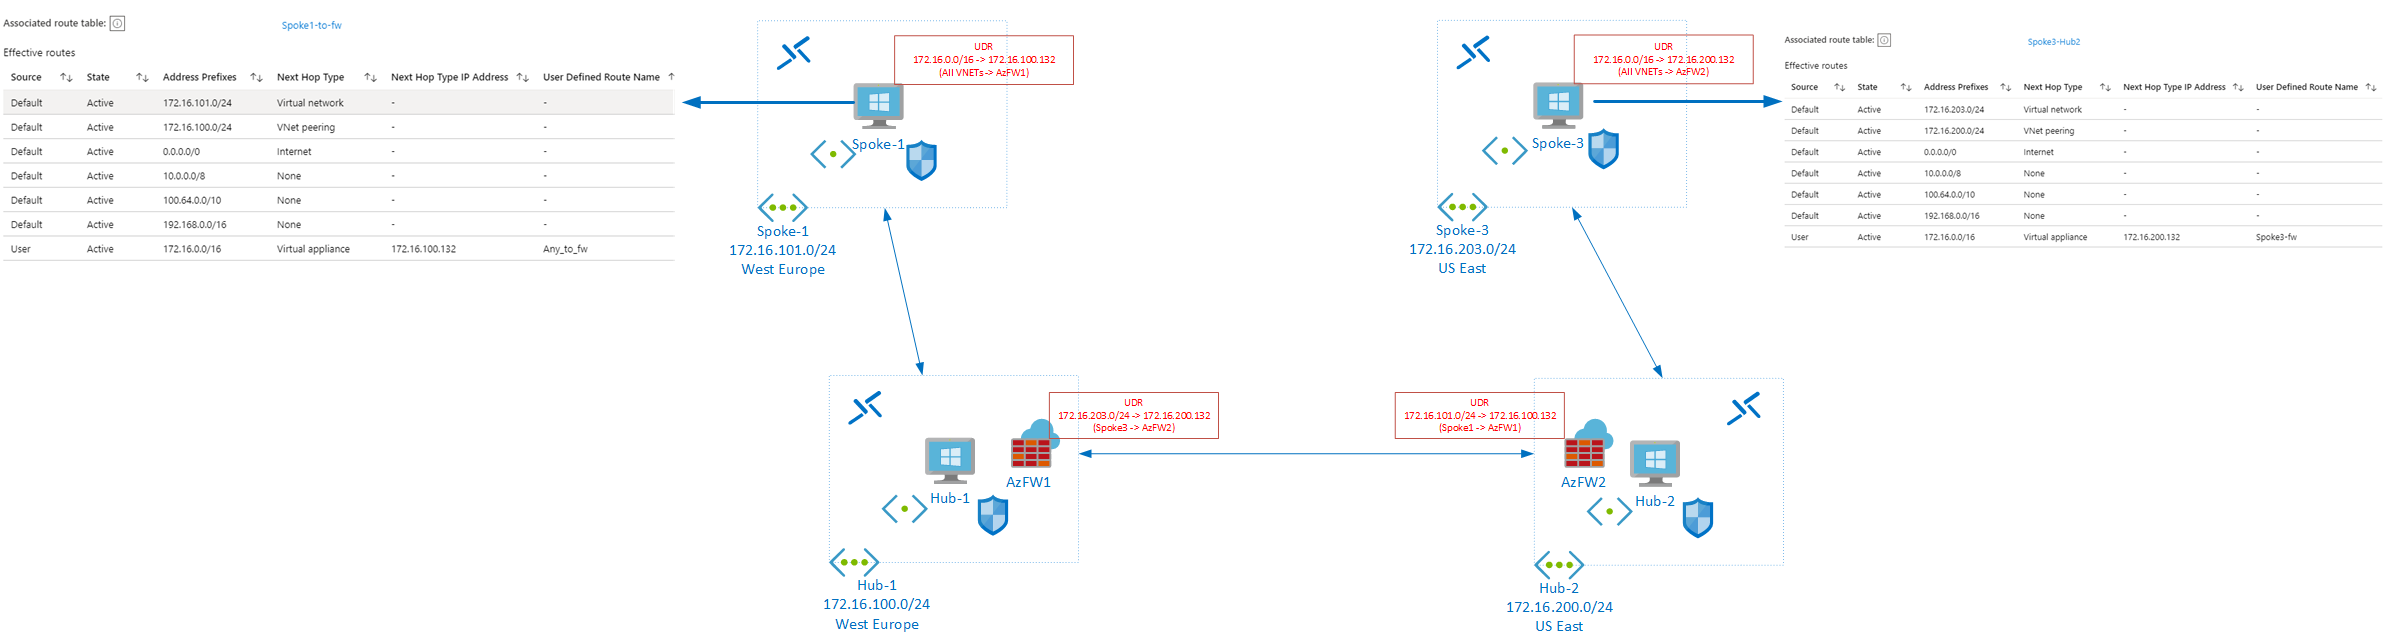 Associated route table:
Spoke1-to-fw
Effective routes
Source State Address Prefixes Next Hop Type Next Hop Type IP Address User Defined Route Name
Default Active 172.16.101.0/24 Virtual network - -
Default Active 172.16.100.0/24 VNet peering - -
Default Active 0.0.0.0/0 Internet - -
Default Active 10.0.0.0/8 None - -
Default Active 100.64.0.0/10 None - -
Default Active 192.168.0.0/16 None - -
User Active 172.16.0.0/16 Virtual appliance 172.16.100.132 Any_to_fw
UDR
172.16.0.0/16 -> 172.16.100.132
(All VNETs -> AzFW1)
Spoke-1
Spoke-1
172.16.101.0/24
West Europe
UDR
172.16.0.0/16 -> 172.16.200.132
(All VNETs -> AzFW2)
Spoke-3
Spoke-3
172.16.203.0/24
US East
Associated route table:
Spoke3-Hub2
Effective routes
Source State Address Prefixes Next Hop Type Next Hop Type IP Address User Defined Route Name
Default Active 172.16.203.0/24 Virtual network - -
Default Active 172.16.200.0/24 VNet peering - -
Default Active 0.0.0.0/0 Internet - -
Default Active 10.0.0.0/8 None - -
Default Active 100.64.0.0/10 None - -
Default Active 192.168.0.0/16 None - -
User Active 172.16.0.0/16 Virtual appliance 172.16.200.132 Spoke3-fw
UDR
172.16.203.0/24 -> 172.16.200.132
(Spoke3 -> AzFW2)
Hub-1
AzFW1
Hub-1
172.16.100.0/24
West Europe
UDR
172.16.101.0/24 -> 172.16.100.132
(Spoke1 -> AzFW1)
AzFW2
Hub-2
Hub-2
172.16.200.0/24
US East